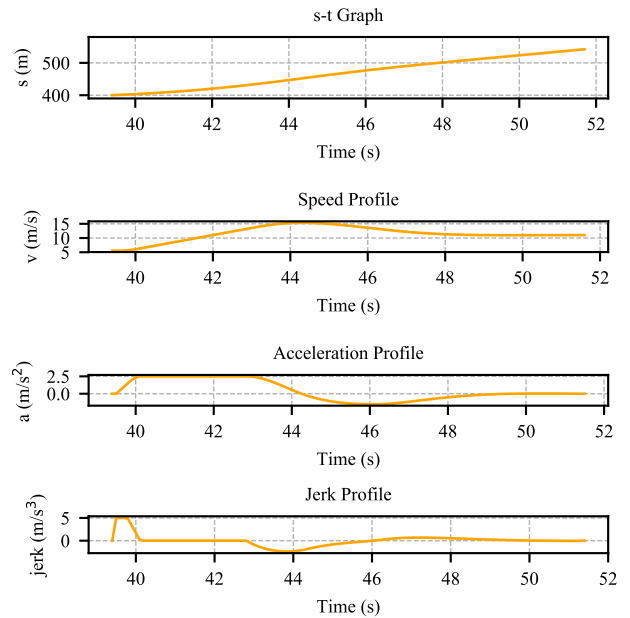 s-t Graph
s (m)
500
400
40 42 44 46 48 50 52
Time (s)
Speed Profile
v (m/s)
15
10
5
40 42 44 46 48 50 52
Time (s)
Acceleration Profile
a (m/s²)
2.5
0.0
40 42 44 46 48 50 52
Time (s)
Jerk Profile
jerk (m/s³)
5
0
40 42 44 46 48 50 52
Time (s)